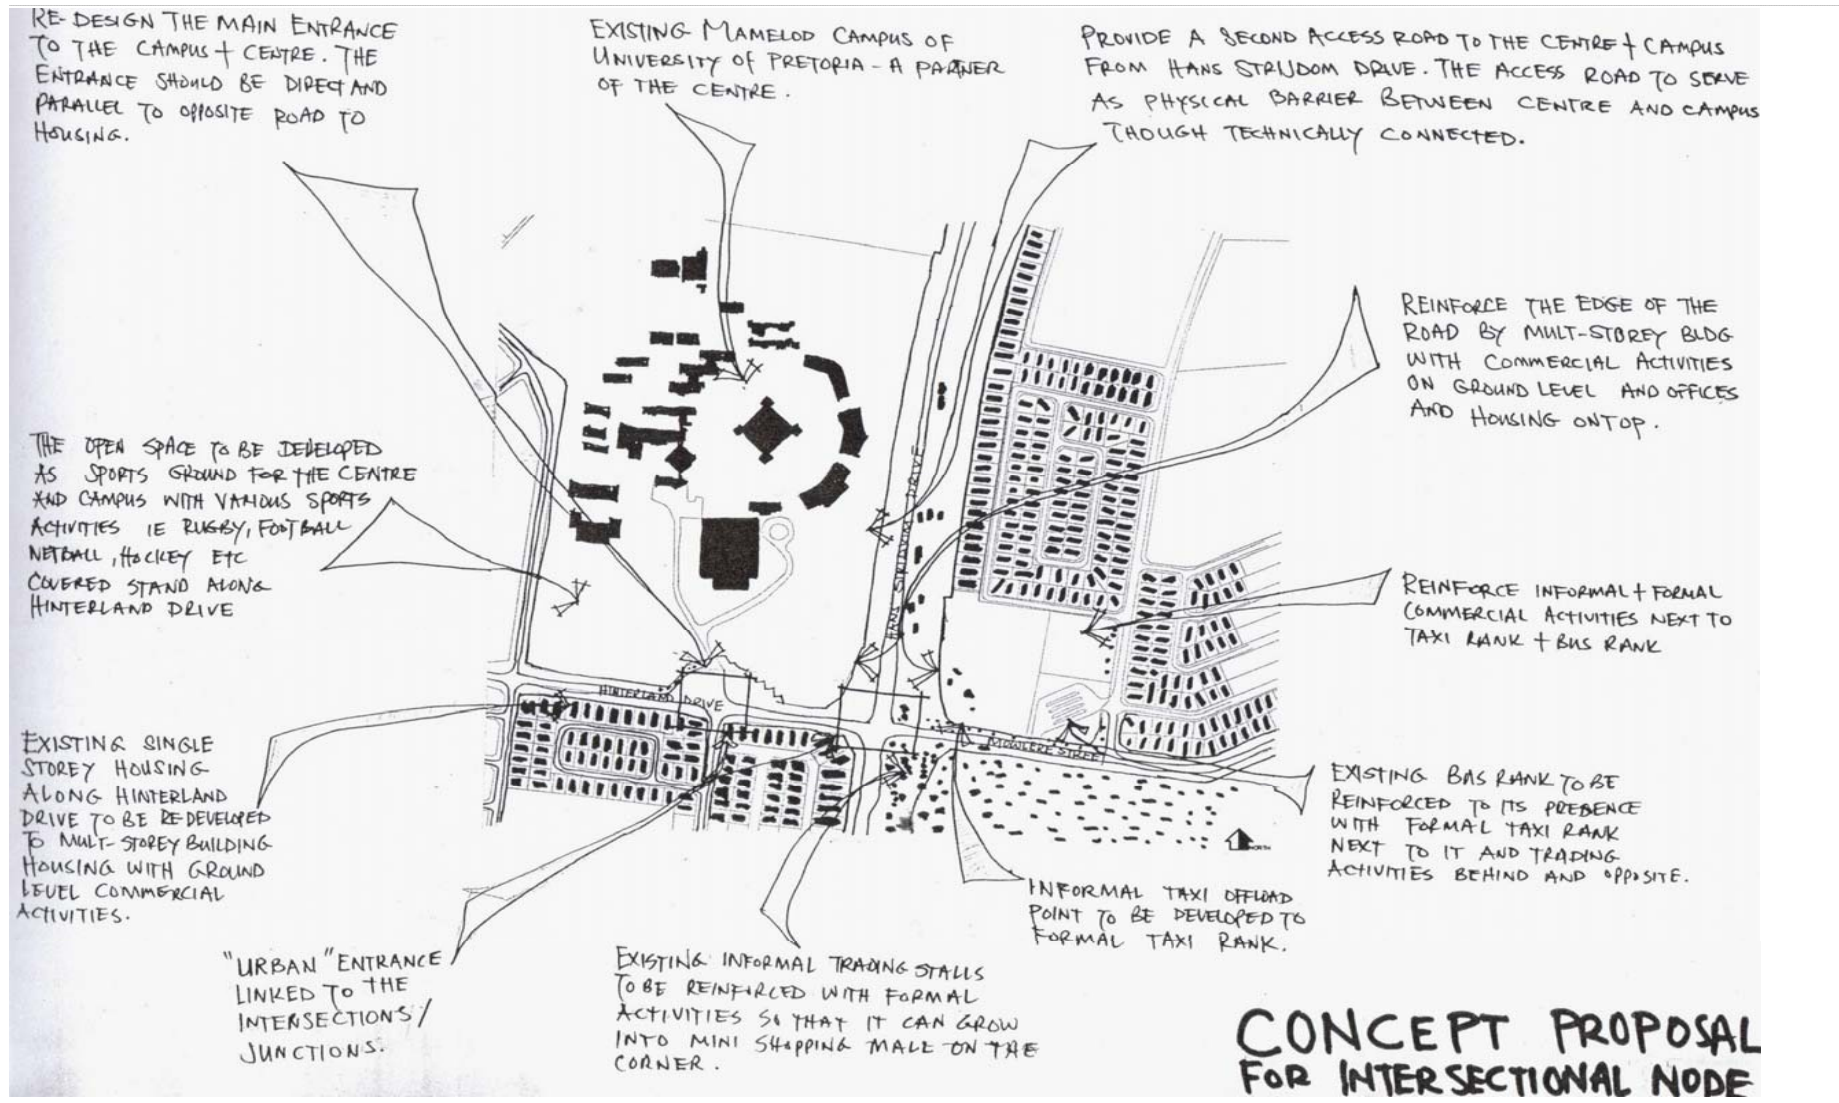 RE-DESIGN THE MAIN ENTRANCE
TO THE CAMPUS + CENTRE. THE
ENTRANCE SHOULD BE DIRECT AND
PARALLEL TO OPPOSITE ROAD TO
HOUSING.
EXISTING MAMELOD CAMPUS OF
UNIVERSITY OF PRETORIA - A PARTNER
OF THE CENTRE.
PROVIDE A SECOND ACCESS ROAD TO THE CENTRE + CAMPUS
FROM HANS STRIJDOM DRIVE. THE ACCESS ROAD TO SERVE
AS PHYSICAL BARRIER BETWEEN CENTRE AND CAMPUS
THOUGH TECHNICALLY CONNECTED.
REINFORCE THE EDGE OF THE
ROAD BY MULT-STOREY BLDG
WITH COMMERCIAL ACTIVITIES
ON GROUND LEVEL AND OFFICES
AND HOUSING ONTOP.
THE OPEN SPACE TO BE DEVELOPED
AS SPORTS GROUND FOR THE CENTRE
AND CAMPUS WITH VARIOUS SPORTS
ACTIVITIES IE RUGBY, FOOTBALL
NETBALL, HOCKEY ETC
COVERED STAND ALONG
HINTERLAND DRIVE
REINFORCE INFORMAL + FORMAL
COMMERCIAL ACTIVITIES NEXT TO
TAXI RANK + BUS RANK
HANS STRIJDOM DRIVE
HINTERLAND DRIVE
MOWLERE STREET
EXISTING SINGLE
STOREY HOUSING
ALONG HINTERLAND
DRIVE TO BE REDEVELOPED
TO MULT-STOREY BUILDING
HOUSING WITH GROUND
LEVEL COMMERCIAL
ACTIVITIES.
EXISTING BUS RANK TO BE
REINFORCED TO ITS PRESENCE
WITH FORMAL TAXI RANK
NEXT TO IT AND TRADING
ACTIVITIES BEHIND AND OPPOSITE.
NORTH
INFORMAL TAXI OFFLOAD
POINT TO BE DEVELOPED TO
FORMAL TAXI RANK.
"URBAN" ENTRANCE
LINKED TO THE
INTERSECTIONS/
JUNCTIONS.
EXISTING INFORMAL TRADING STALLS
TO BE REINFORCED WITH FORMAL
ACTIVITIES SO THAT IT CAN GROW
INTO MINI SHOPPING MALL ON THE
CORNER.
CONCEPT PROPOSAL
FOR INTERSECTIONAL NODE